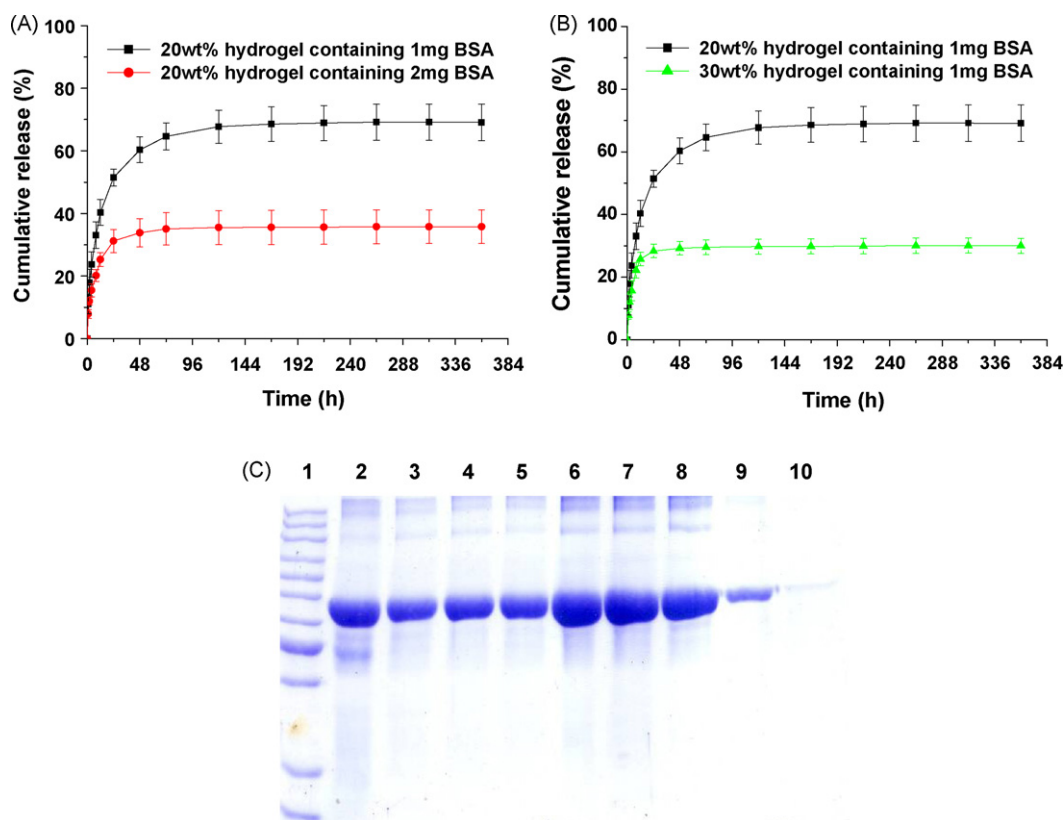 (A)
20wt% hydrogel containing 1mg BSA
20wt% hydrogel containing 2mg BSA
Cumulative release (%)
100
80
60
40
20
0
0 48 96 144 192 240 288 336 384
Time (h)
(B)
20wt% hydrogel containing 1mg BSA
30wt% hydrogel containing 1mg BSA
Cumulative release (%)
100
80
60
40
20
0
0 48 96 144 192 240 288 336 384
Time (h)
(C) 1 2 3 4 5 6 7 8 9 10